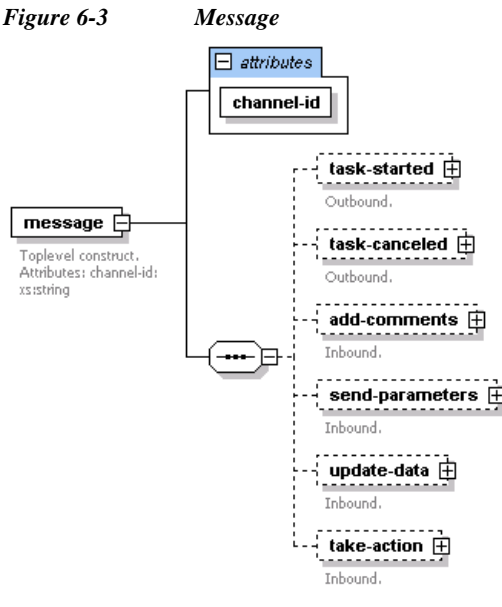 Figure 6-3 Message
attributes
channel-id
message
Toplevel construct.
Attributes: channel-id:
xs:string
task-started
Outbound.
task-canceled
Outbound.
add-comments
Inbound.
send-parameters
Inbound.
update-data
Inbound.
take-action
Inbound.